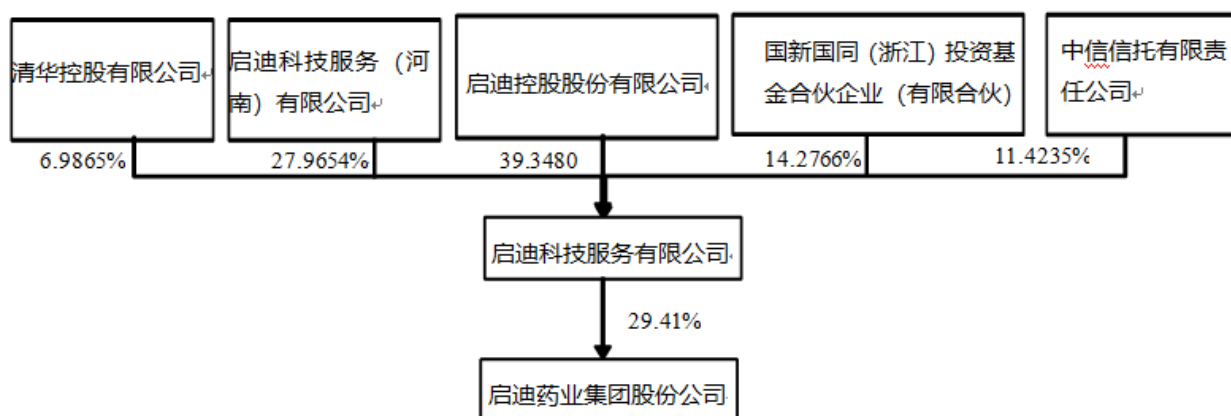 清华控股有限公司
启迪科技服务（河
南）有限公司
启迪控股股份有限公司
国新国同（浙江）投资基
金合伙企业（有限合伙）
中信信托有限责
任公司
6.9865%
27.9654%
39.3480
14.2766%
11.4235%
启迪科技服务有限公司
29.41%
启迪药业集团股份公司